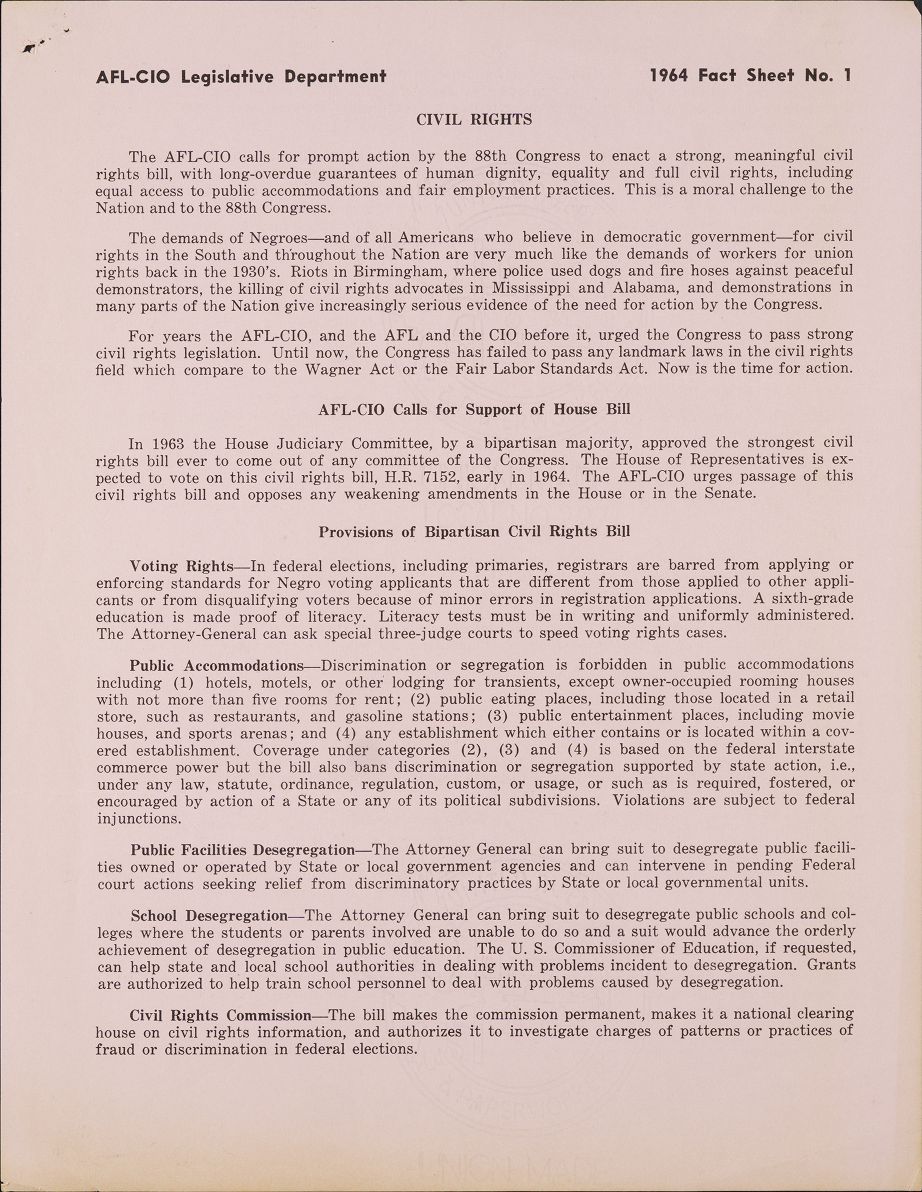 AFL-CIO Legislative Department 1964 Fact Sheet No. 1
CIVIL RIGHTS
The AFL-CIO calls for prompt action by the 88th Congress to enact a strong, meaningful civil
rights bill, with long-overdue guarantees of human dignity, equality and full civil rights, including
equal access to public accommodations and fair employment practices. This is a moral challenge to the
Nation and to the 88th Congress.
The demands of Negroes—and of all Americans who believe in democratic government—for civil
rights in the South and throughout the Nation are very much like the demands of workers for union
rights back in the 1930's. Riots in Birmingham, where police used dogs and fire hoses against peaceful
demonstrators, the killing of civil rights advocates in Mississippi and Alabama, and demonstrations in
many parts of the Nation give increasingly serious evidence of the need for action by the Congress.
For years the AFL-CIO, and the AFL and the CIO before it, urged the Congress to pass strong
civil rights legislation. Until now, the Congress has failed to pass any landmark laws in the civil rights
field which compare to the Wagner Act or the Fair Labor Standards Act. Now is the time for action.
AFL-CIO Calls for Support of House Bill
In 1963 the House Judiciary Committee, by a bipartisan majority, approved the strongest civil
rights bill ever to come out of any committee of the Congress. The House of Representatives is ex-
pected to vote on this civil rights bill, H.R. 7152, early in 1964. The AFL-CIO urges passage of this
civil rights bill and opposes any weakening amendments in the House or in the Senate.
Provisions of Bipartisan Civil Rights Bill
Voting Rights—In federal elections, including primaries, registrars are barred from applying or
enforcing standards for Negro voting applicants that are different from those applied to other appli-
cants or from disqualifying voters because of minor errors in registration applications. A sixth-grade
education is made proof of literacy. Literacy tests must be in writing and uniformly administered.
The Attorney-General can ask special three-judge courts to speed voting rights cases.
Public Accommodations—Discrimination or segregation is forbidden in public accommodations
including (1) hotels, motels, or other lodging for transients, except owner-occupied rooming houses
with not more than five rooms for rent; (2) public eating places, including those located in a retail
store, such as restaurants, and gasoline stations; (3) public entertainment places, including movie
houses, and sports arenas; and (4) any establishment which either contains or is located within a cov-
ered establishment. Coverage under categories (2), (3) and (4) is based on the federal interstate
commerce power but the bill also bans discrimination or segregation supported by state action, i.e.,
under any law, statute, ordinance, regulation, custom, or usage, or such as is required, fostered, or
encouraged by action of a State or any of its political subdivisions. Violations are subject to federal
injunctions.
Public Facilities Desegregation—The Attorney General can bring suit to desegregate public facili-
ties owned or operated by State or local government agencies and can intervene in pending Federal
court actions seeking relief from discriminatory practices by State or local governmental units.
School Desegregation—The Attorney General can bring suit to desegregate public schools and col-
leges where the students or parents involved are unable to do so and a suit would advance the orderly
achievement of desegregation in public education. The U. S. Commissioner of Education, if requested,
can help state and local school authorities in dealing with problems incident to desegregation. Grants
are authorized to help train school personnel to deal with problems caused by desegregation.
Civil Rights Commission—The bill makes the commission permanent, makes it a national clearing
house on civil rights information, and authorizes it to investigate charges of patterns or practices of
fraud or discrimination in federal elections.